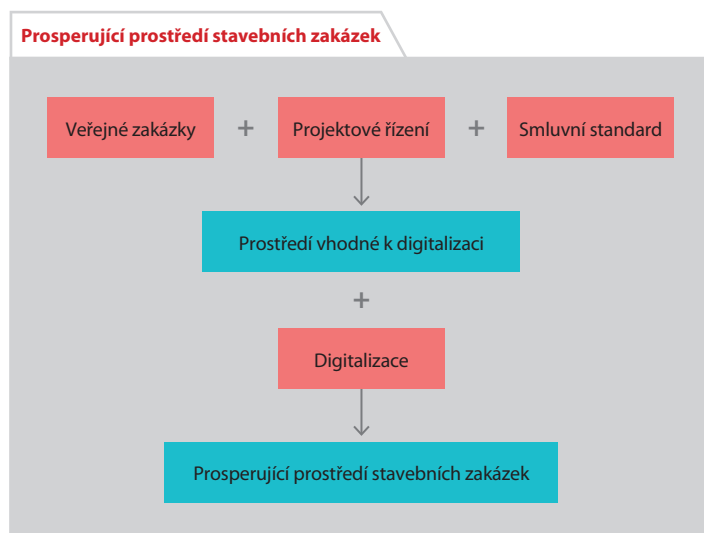 Prosperující prostředí stavebních zakázek
Veřejné zakázky + Projektové řízení + Smluvní standard
Prostředí vhodné k digitalizaci
+
Digitalizace
Prosperující prostředí stavebních zakázek